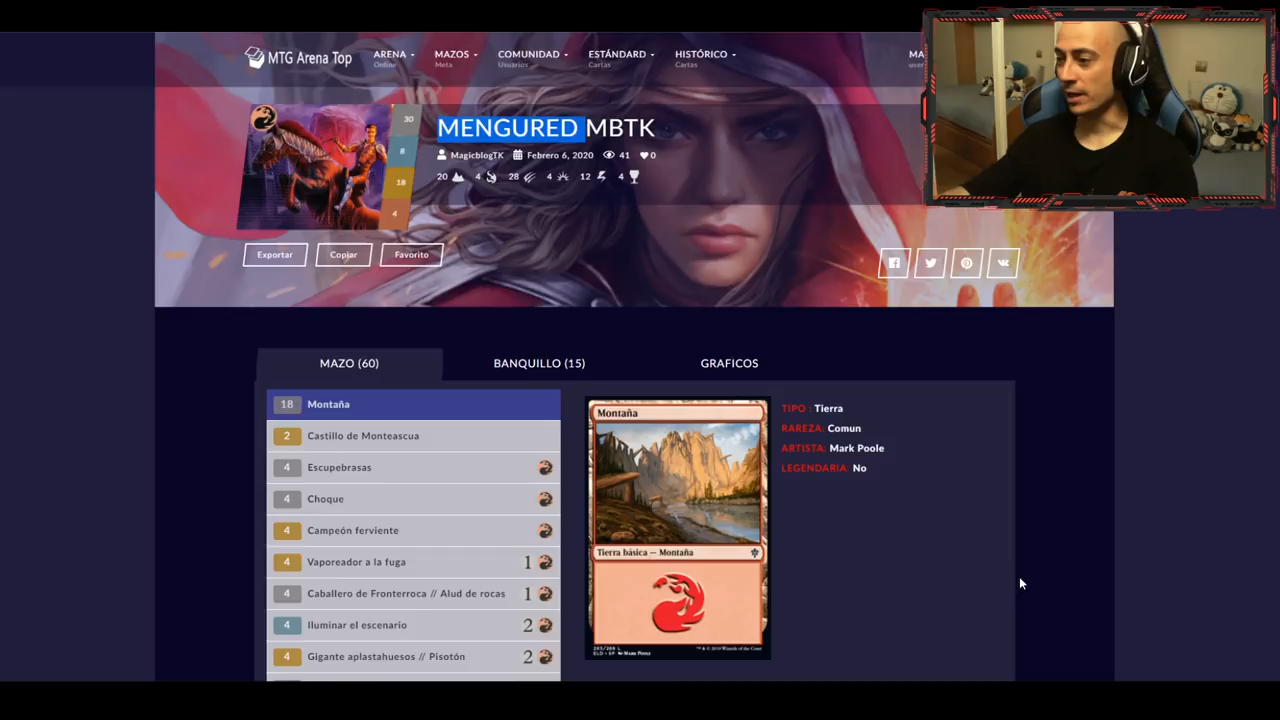 MTG Arena Top
ARENA MAZOS COMUNIDAD ESTÁNDARD HISTÓRICO MA
Online Meta Usuarios Cartas Cartas user
30
8
18
4
MENGURED MBTK
MagicblogTK Febrero 6, 2020 41 0
20 4 28 4 12 4
Exportar Copiar Favorito
MAZO (60) BANQUILLO (15) GRAFICOS
18 Montaña
2 Castillo de Monteascua
4 Escupebrasas
4 Choque
4 Campeón ferviente
4 Vaporeador a la fuga 1
4 Caballero de Fronterroca // Alud de rocas 1
4 Iluminar el escenario 2
4 Gigante aplastahuesos // Pisotón 2
Montaña
Tierra básica — Montaña
TIPO : Tierra
RAREZA: Comun
ARTISTA: Mark Poole
LEGENDARIA: No